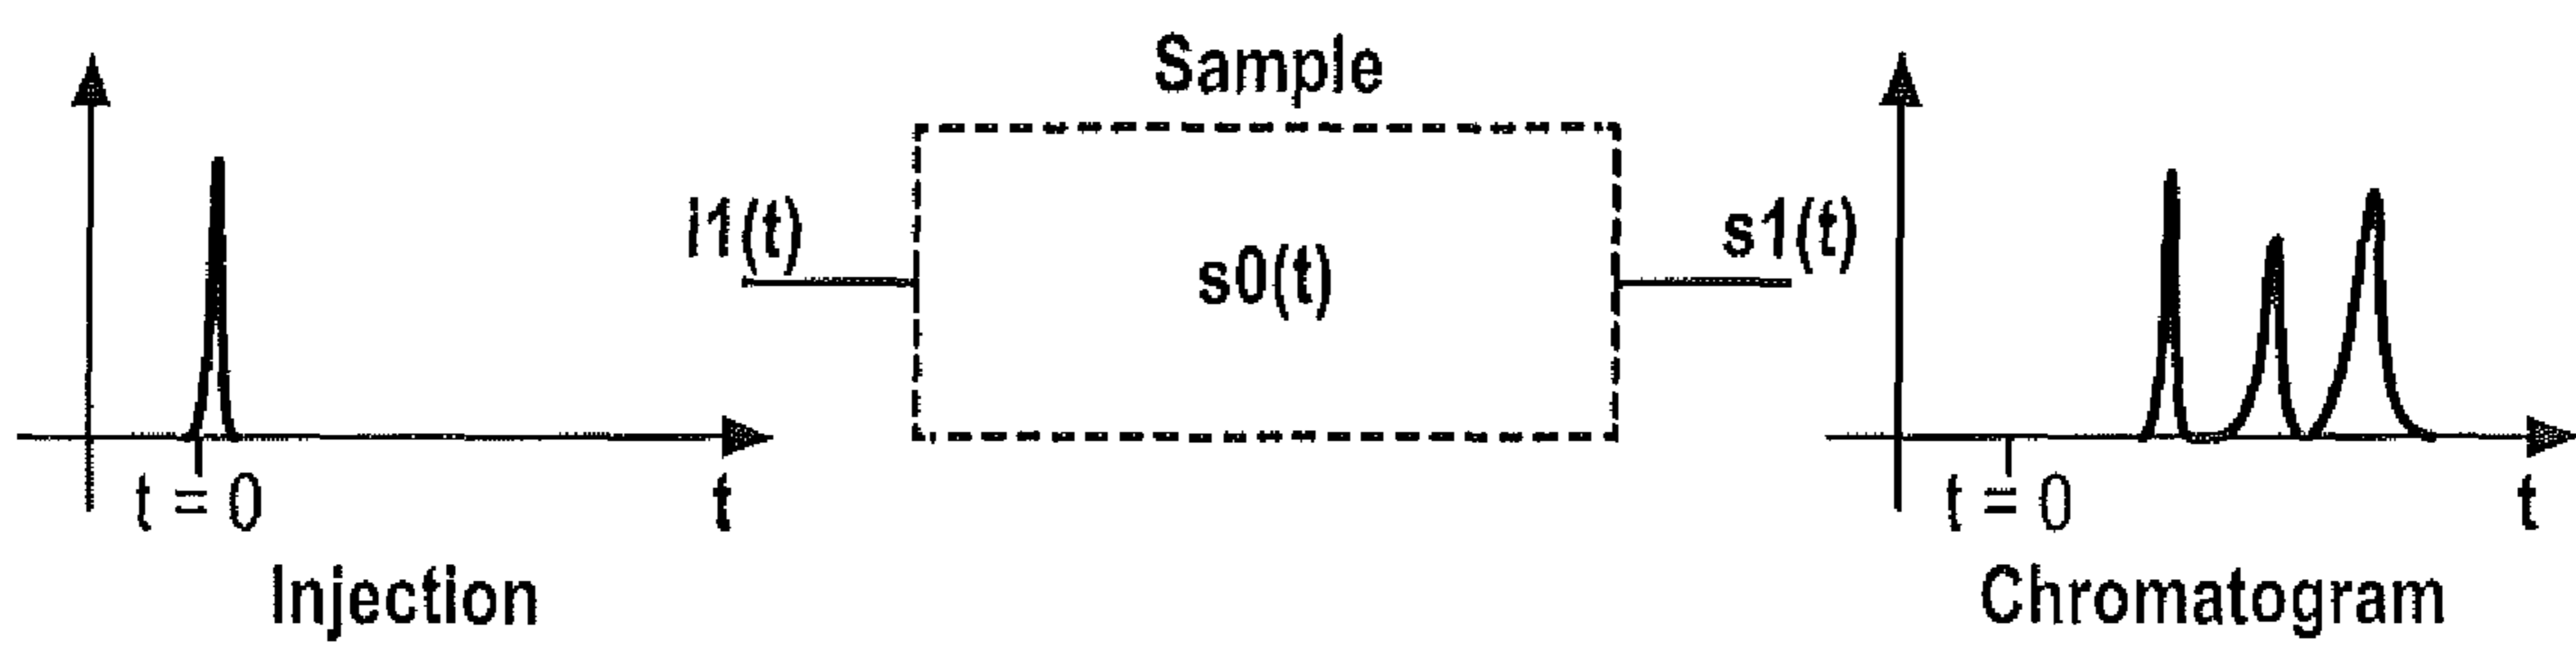 Sample
i1(t)
s0(t)
s1(t)
t = 0
t
t = 0
t
Injection
Chromatogram